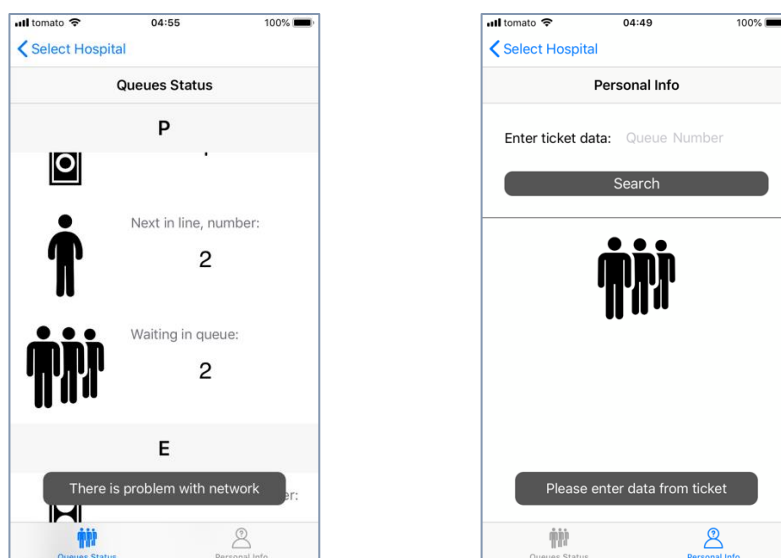 tomato 04:55 100%
Select Hospital
Queues Status
P
Next in line, number:
2
Waiting in queue:
2
E
There is problem with network
er:
Queues Status Personal Info
tomato 04:49 100%
Select Hospital
Personal Info
Enter ticket data: Queue Number
Search
Please enter data from ticket
Queues Status Personal Info